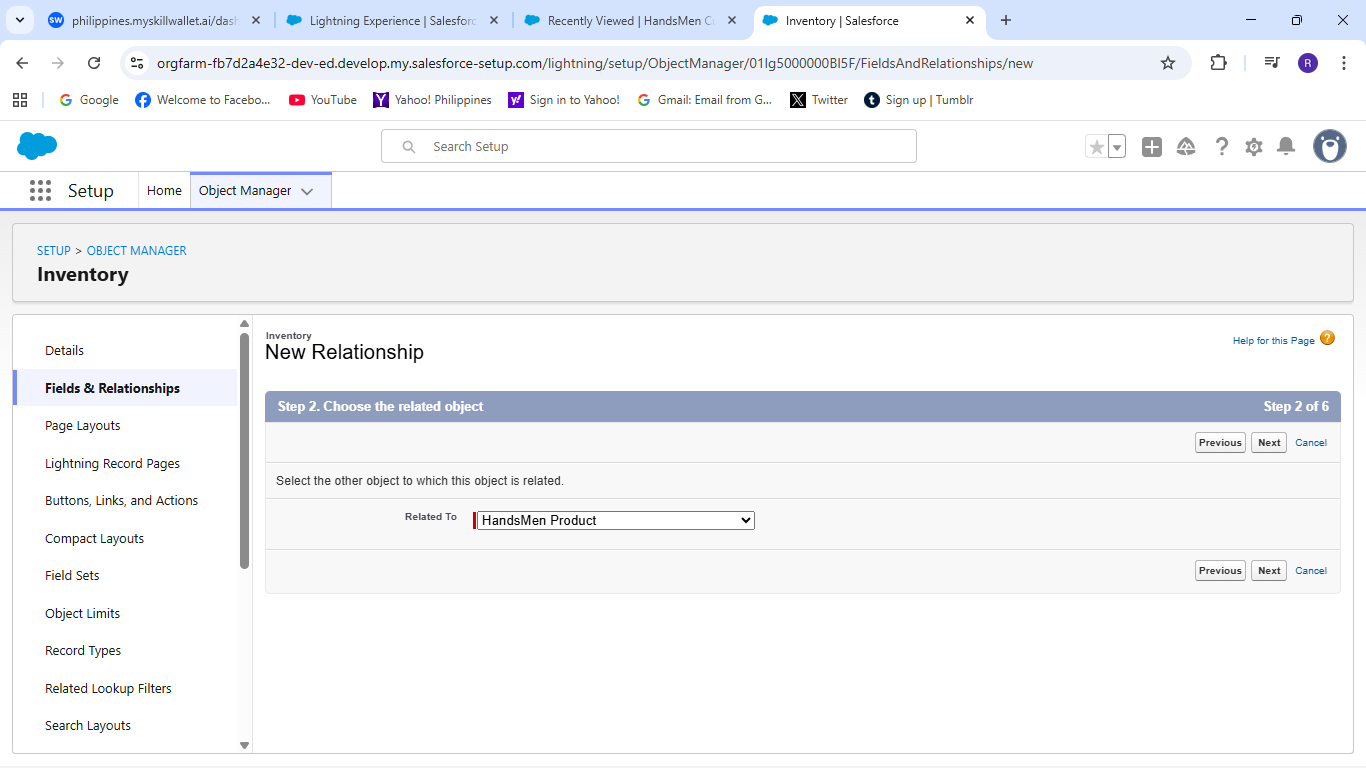 philippines.myskillwallet.ai/dash
Lightning Experience | Salesforc
Recently Viewed | HandsMen Cu
Inventory | Salesforce
orgfarm-fb7d2a4e32-dev-ed.develop.my.salesforce-setup.com/lightning/setup/ObjectManager/01Ig5000000BI5F/FieldsAndRelationships/new
R
Google
Welcome to Facebo...
YouTube
Yahoo! Philippines
Sign in to Yahoo!
Gmail: Email from G...
Twitter
Sign up | Tumblr
Search Setup
Setup
Home
Object Manager
SETUP > OBJECT MANAGER
Inventory
Details
Fields & Relationships
Page Layouts
Lightning Record Pages
Buttons, Links, and Actions
Compact Layouts
Field Sets
Object Limits
Record Types
Related Lookup Filters
Search Layouts
Inventory
New Relationship
Help for this Page
Step 2. Choose the related object
Step 2 of 6
Previous
Next
Cancel
Select the other object to which this object is related.
Related To
HandsMen Product
Previous
Next
Cancel